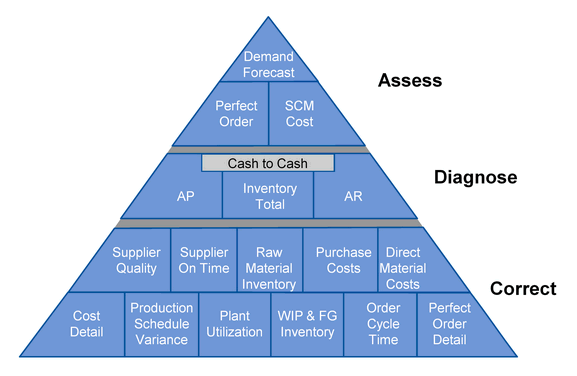 Demand
Forecast
Assess
Perfect
Order
SCM
Cost
Cash to Cash
Diagnose
AP
Inventory
Total
AR
Supplier
Quality
Supplier
On Time
Raw
Material
Inventory
Purchase
Costs
Direct
Material
Costs
Correct
Cost
Detail
Production
Schedule
Variance
Plant
Utilization
WIP & FG
Inventory
Order
Cycle
Time
Perfect
Order
Detail